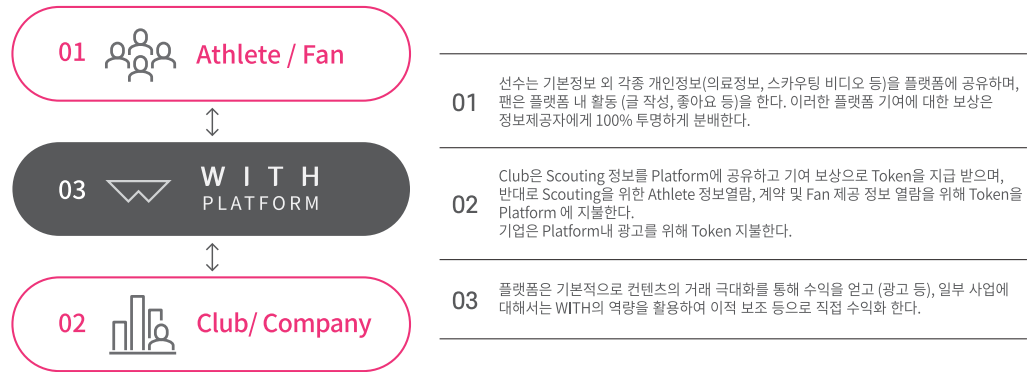 01 Athlete / Fan
03 WITH
PLATFORM
02 Club/ Company
01 선수는 기본정보 외 각종 개인정보(의료정보, 스카우팅 비디오 등)을 플랫폼에 공유하며,
팬은 플랫폼 내 활동 (글 작성, 좋아요 등)을 한다. 이러한 플랫폼 기여에 대한 보상은
정보제공자에게 100% 투명하게 분배한다.
02 Club은 Scouting 정보를 Platform에 공유하고 기여 보상으로 Token을 지급 받으며,
반대로 Scouting을 위한 Athlete 정보열람, 계약 및 Fan 제공 정보 열람을 위해 Token을
Platform 에 지불한다.
기업은 Platform내 광고를 위해 Token 지불한다.
03 플랫폼은 기본적으로 컨텐츠의 거래 극대화를 통해 수익을 얻고 (광고 등), 일부 사업에
대해서는 WITH의 역량을 활용하여 이적 보조 등으로 직접 수익화 한다.